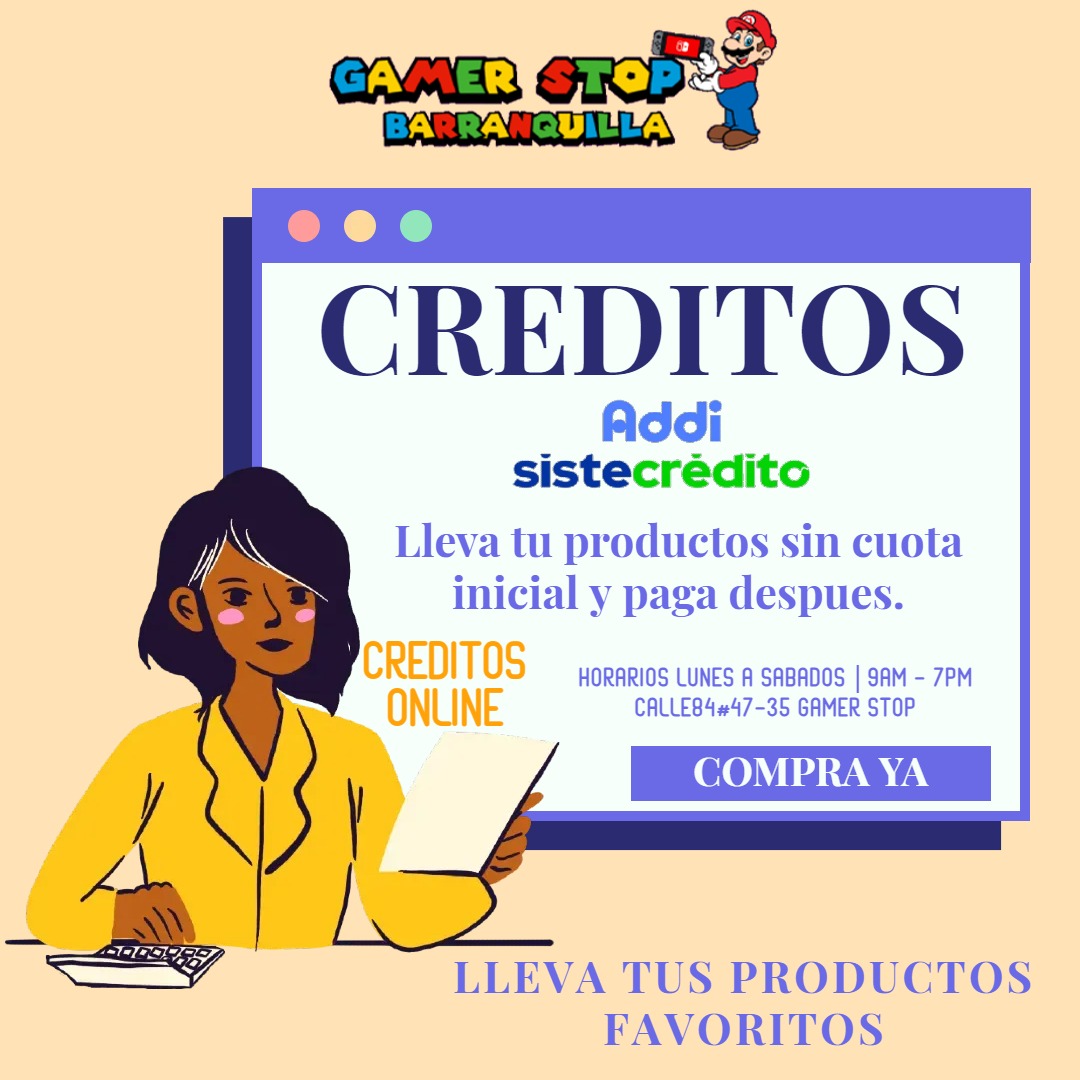 GAMER STOP
BARRANQUILLA
CREDITOS
Addi
sistecrédito
Lleva tu productos sin cuota
inicial y paga despues.
CREDITOS
ONLINE
HORARIOS LUNES A SABADOS | 9AM - 7PM
CALLE84#47-35 GAMER STOP
COMPRA YA
LLEVA TUS PRODUCTOS
FAVORITOS